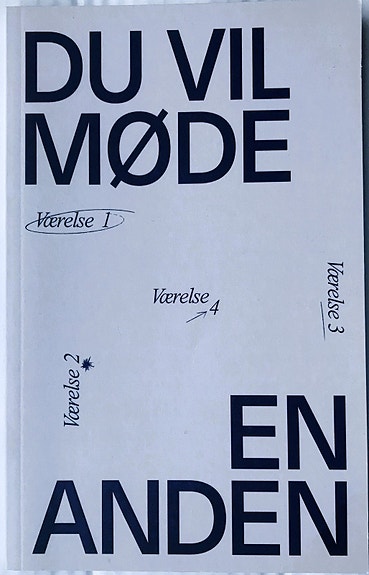 DU VIL
MØDE
Værelse 1
Værelse 3
Værelse 4
Værelse 2
EN
ANDEN